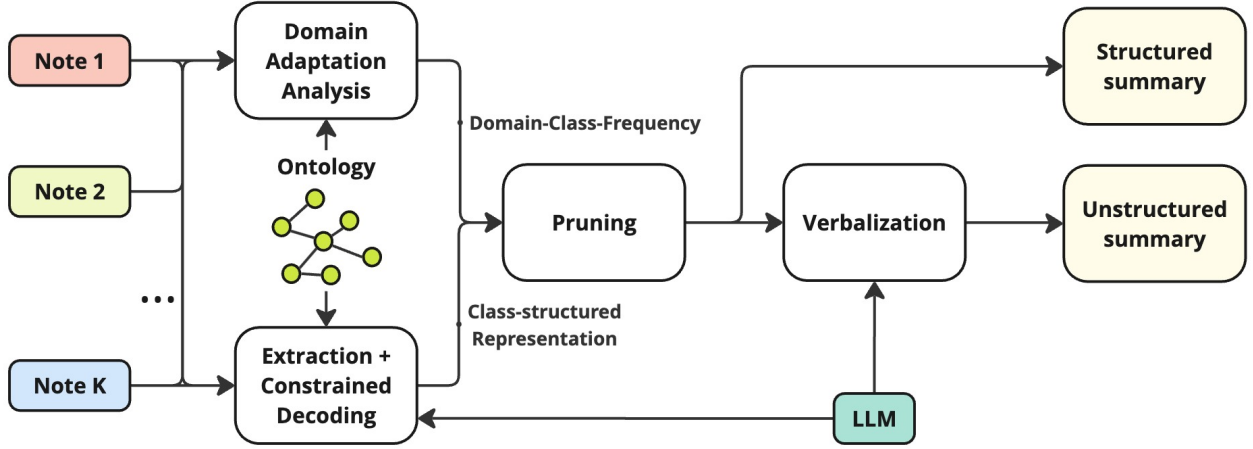 Note 1
Note 2
...
Note K
Domain
Adaptation
Analysis
Ontology
Extraction +
Constrained
Decoding
Domain-Class-Frequency
Class-structured
Representation
Pruning
Verbalization
LLM
Structured
summary
Unstructured
summary